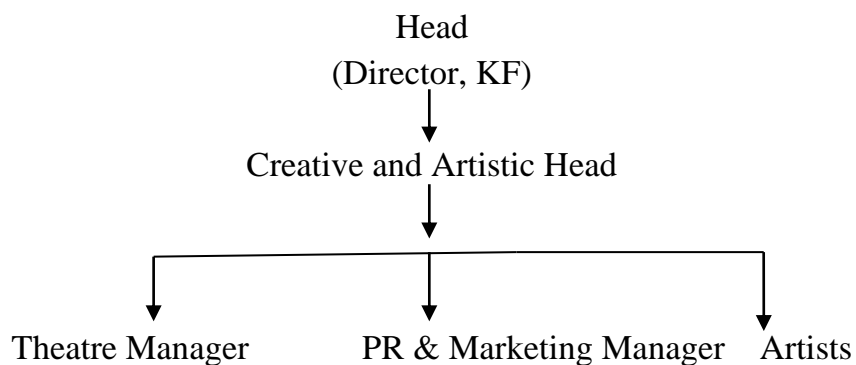 Head
(Director, KF)
Creative and Artistic Head
Theatre Manager PR & Marketing Manager Artists